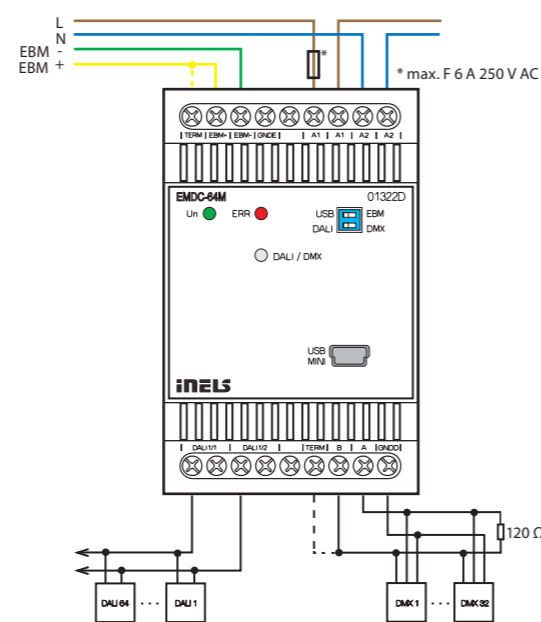 L
N
EBM -
EBM +
*
* max. F 6 A 250 V AC
TERM EBM+ EBM- GNDE A1 A1 A2 A2
EMDC-64M 01322D
Un ERR USB EBM
DALI DMX
DALI / DMX
USB
MINI
iNELS
DALI1/1 DALI1/2 TERM B A GNDD
120 Ω
DALI 64 ··· DALI 1 DMX 1 ··· DMX 32